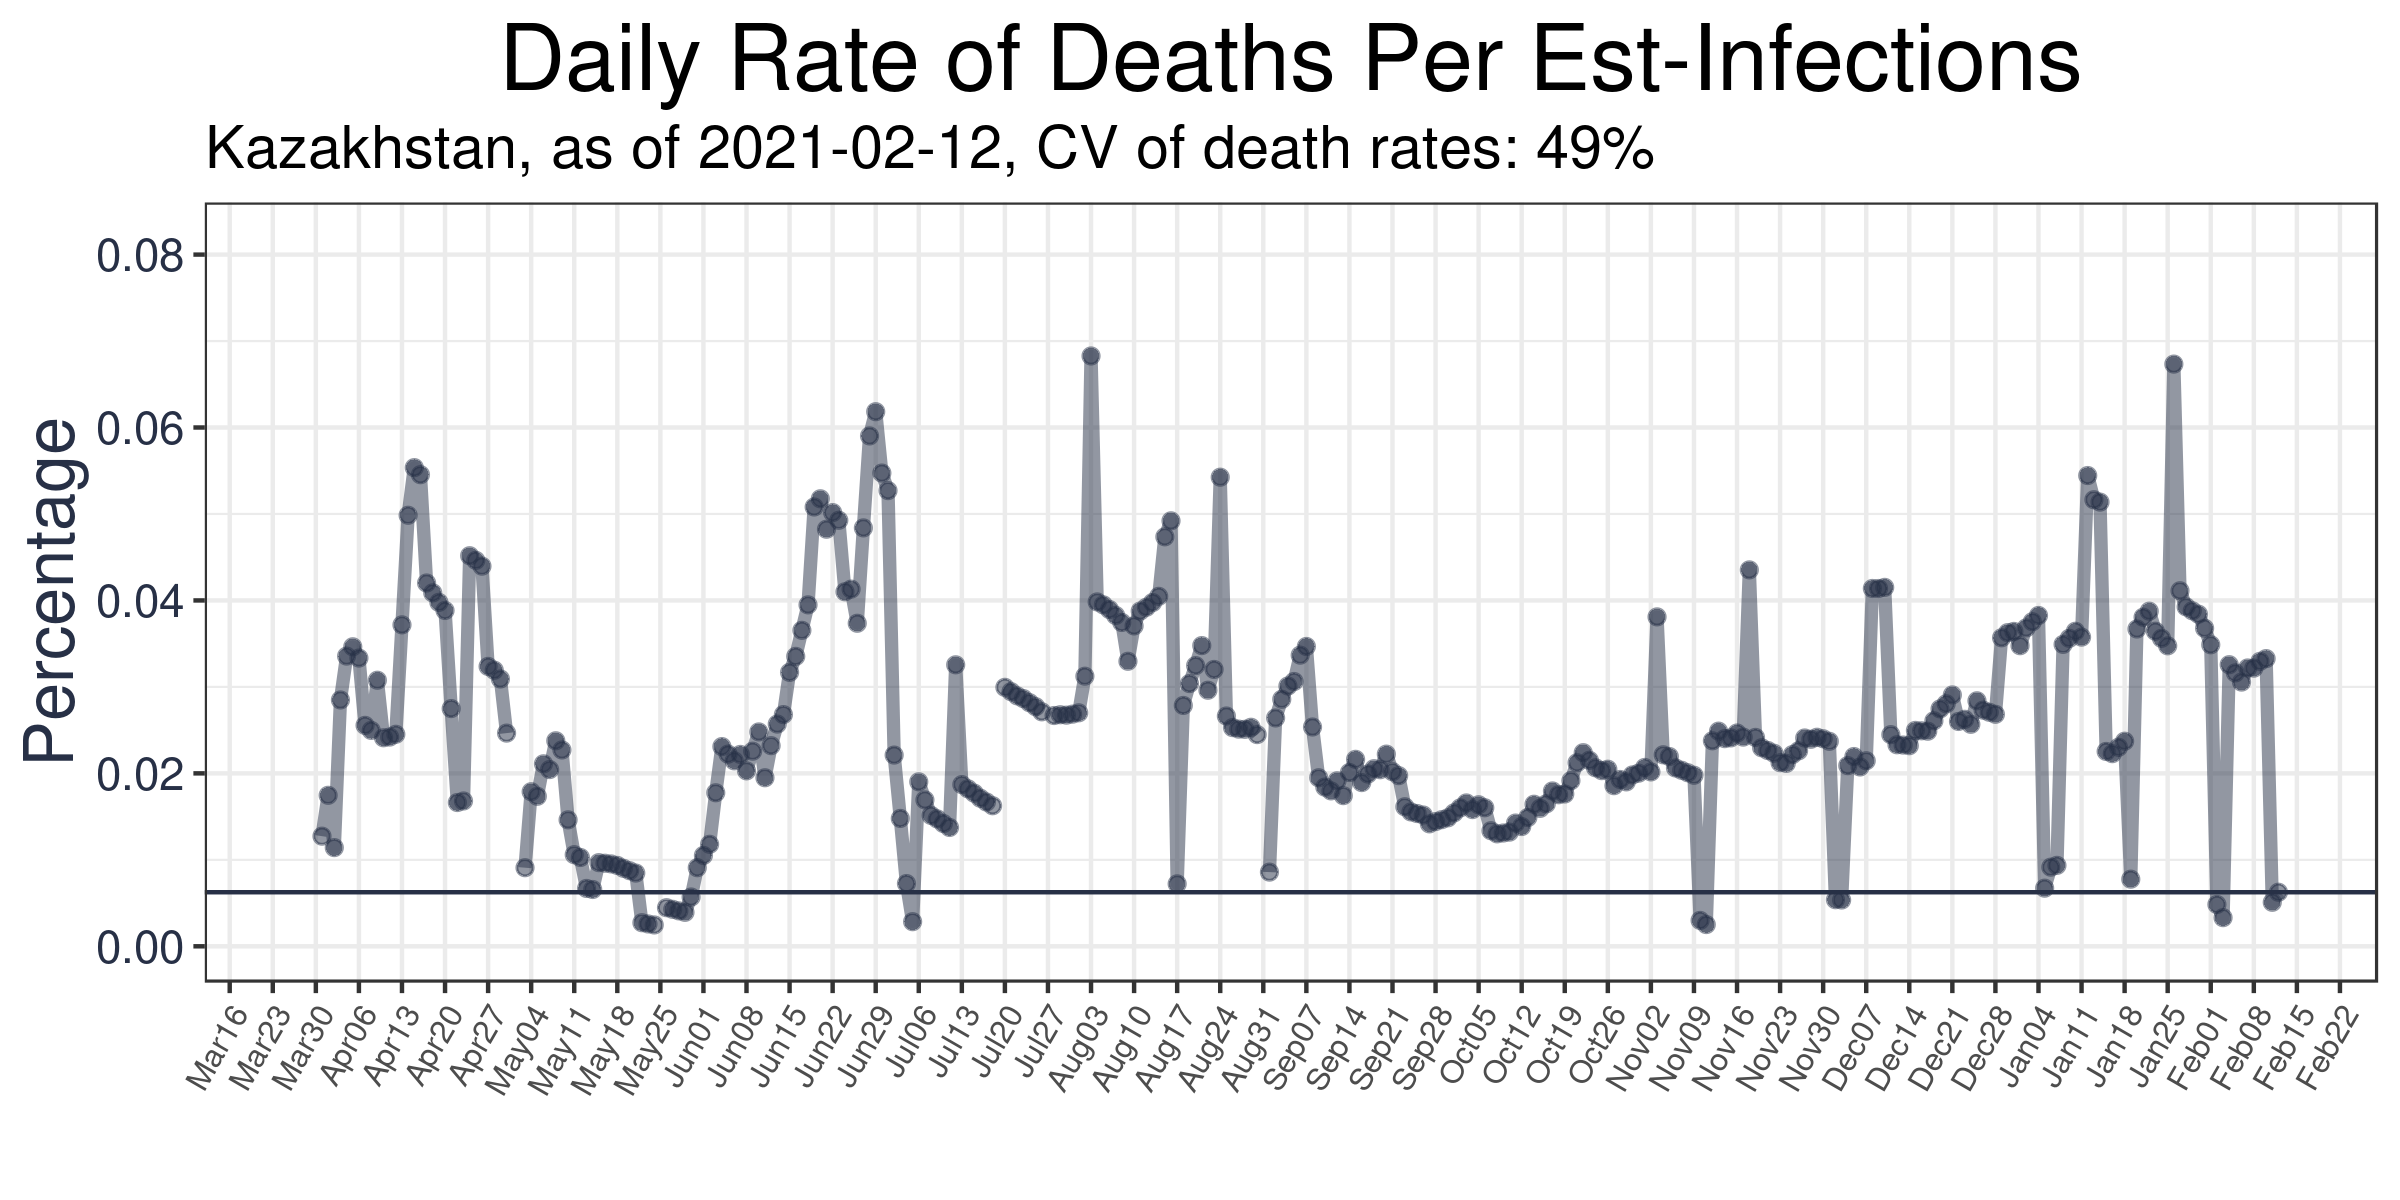 Daily Rate of Deaths Per Est-Infections
Kazakhstan, as of 2021-02-12, CV of death rates: 49%
Percentage
0.08
0.06
0.04
0.02
0.00
Mar16
Mar23
Mar30
Apr06
Apr13
Apr20
Apr27
May04
May11
May18
May25
Jun01
Jun08
Jun15
Jun22
Jun29
Jul06
Jul13
Jul20
Jul27
Aug03
Aug10
Aug17
Aug24
Aug31
Sep07
Sep14
Sep21
Sep28
Oct05
Oct12
Oct19
Oct26
Nov02
Nov09
Nov16
Nov23
Nov30
Dec07
Dec14
Dec21
Dec28
Jan04
Jan11
Jan18
Jan25
Feb01
Feb08
Feb15
Feb22